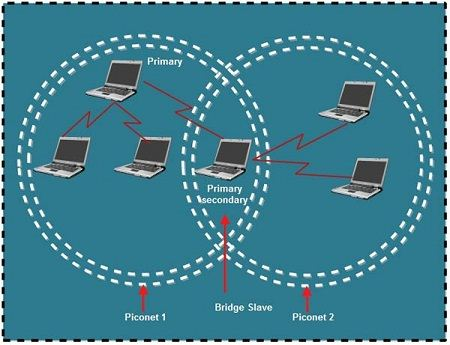 Primary
Primary
secondary
Bridge Slave
Piconet 1
Piconet 2